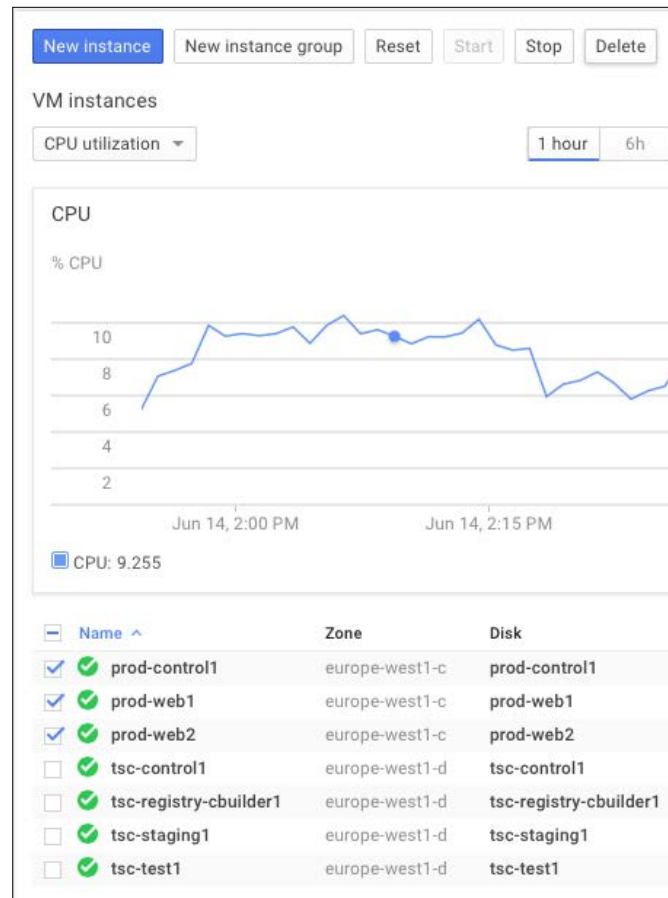 New instance New instance group Reset Start Stop Delete
VM instances
CPU utilization 1 hour 6h
CPU
% CPU
10
8
6
4
2
Jun 14, 2:00 PM Jun 14, 2:15 PM
CPU: 9.255
Name Zone Disk
prod-control1 europe-west1-c prod-control1
prod-web1 europe-west1-c prod-web1
prod-web2 europe-west1-c prod-web2
tsc-control1 europe-west1-d tsc-control1
tsc-registry-cbuilder1 europe-west1-d tsc-registry-cbuilder1
tsc-staging1 europe-west1-d tsc-staging1
tsc-test1 europe-west1-d tsc-test1